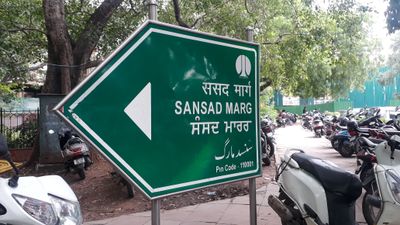 संसद मार्ग
SANSAD MARG
ਸੰਸਦ ਮਾਰਗ
سنسد مارگ
Pin Code - 110001